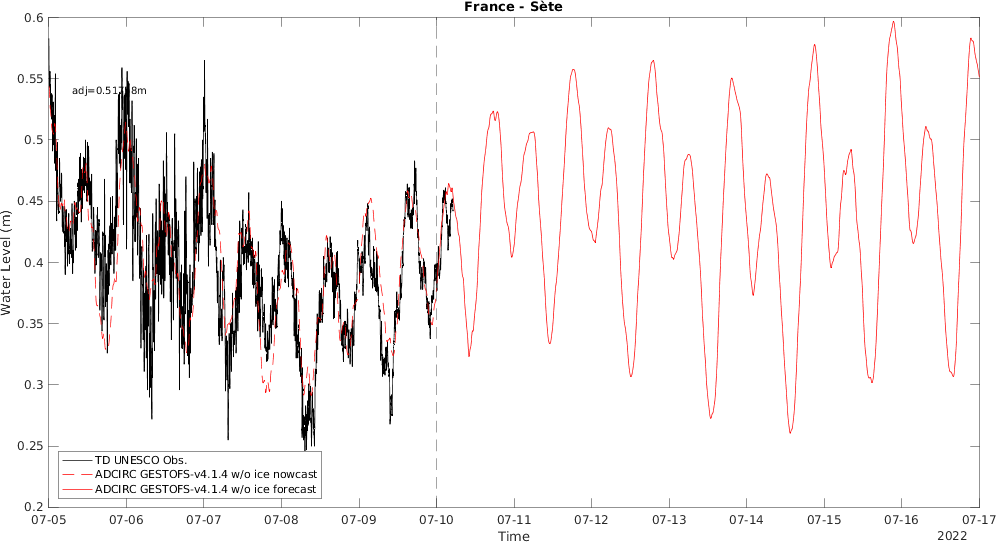 France - Sète
Water Level (m)
0.6
0.55
0.5
0.45
0.4
0.35
0.3
0.25
0.2
TD UNESCO Obs.
ADCIRC GESTOFS-v4.1.4 w/o ice nowcast
ADCIRC GESTOFS-v4.1.4 w/o ice forecast
07-05 07-06 07-07 07-08 07-09 07-10 07-11 07-12 07-13 07-14 07-15 07-16 07-17
Time
2022